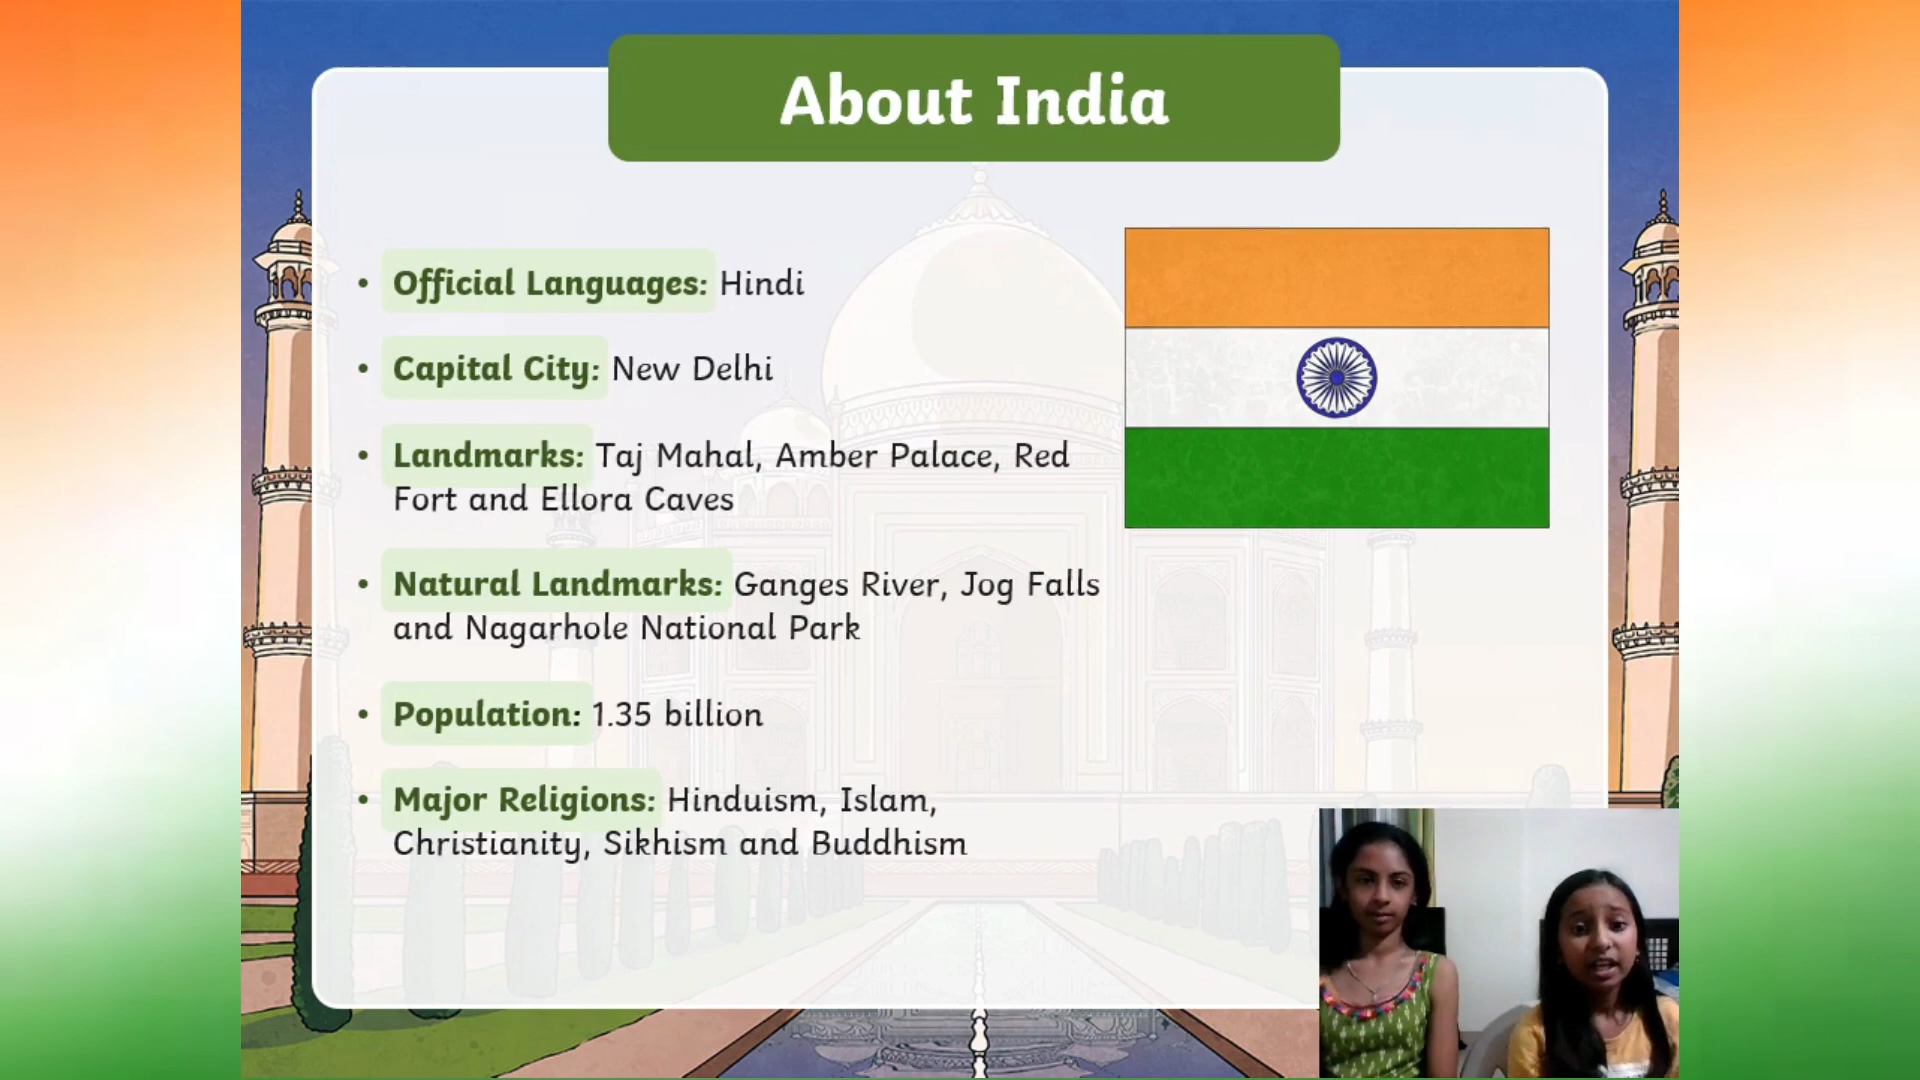 About India
• Official Languages: Hindi
• Capital City: New Delhi
• Landmarks: Taj Mahal, Amber Palace, Red
Fort and Ellora Caves
• Natural Landmarks: Ganges River, Jog Falls
and Nagarhole National Park
• Population: 1.35 billion
• Major Religions: Hinduism, Islam,
Christianity, Sikhism and Buddhism